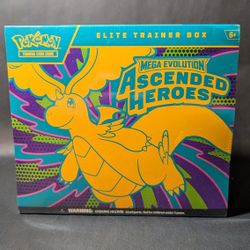 Pokémon
TRADING CARD GAME
ELITE TRAINER BOX
6+
MEGA EVOLUTION
ASCENDED
HEROES
WARNING: